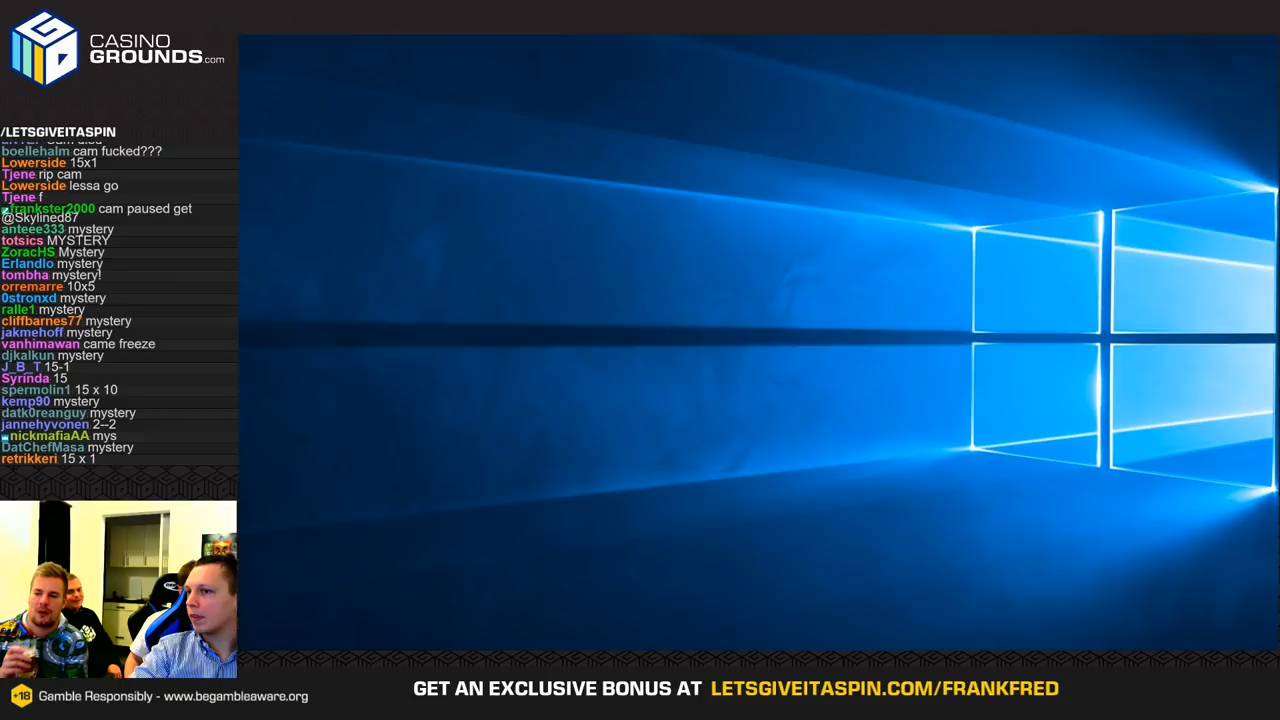 CASINO
GROUNDS.com
/LETSGIVEITASPIN
boellehalm cam fucked???
Lowerside 15x1
Tjene rip cam
Lowerside lessa go
Tjene f
frankster2000 cam paused get
@Skylined87
anteee333 mystery
totsics MYSTERY
ZoracHS Mystery
Erlandlo mystery
tombha mystery!
orremarre 10x5
0stronxd mystery
ralle1 mystery
cliffbarnes77 mystery
jakmehoff mystery
vanhimawan came freeze
djkalkun mystery
J_B_T 15-1
Syrinda 15
spermolin1 15 x 10
kemp90 mystery
datk0reanguy mystery
jannehyvonen 2--2
nickmafiaAA mys
DatChefMasa mystery
retrikkeri 15 x 1
+18 Gamble Responsibly - www.begambleaware.org
GET AN EXCLUSIVE BONUS AT LETSGIVEITASPIN.COM/FRANKFRED